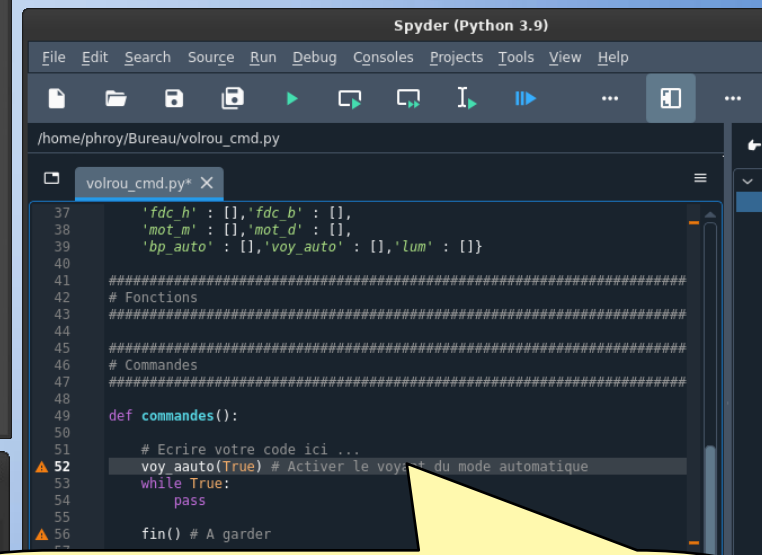 Spyder (Python 3.9)
File Edit Search Source Run Debug Consoles Projects Tools View Help
/home/phroy/Bureau/volrou_cmd.py
volrou_cmd.py*
37 'fdc_h' : [],'fdc_b' : [],
38 'mot_m' : [],'mot_d' : [],
39 'bp_auto' : [],'voy_auto' : [],'lum' : []}
40
41 ########################################################################
42 # Fonctions
43 ########################################################################
44
45 ########################################################################
46 # Commandes
47 ########################################################################
48
49 def commandes():
50
51 # Ecrire votre code ici ...
52 voy_aauto(True) # Activer le voyant du mode automatique
53 while True:
54 pass
55
56 fin() # A garder